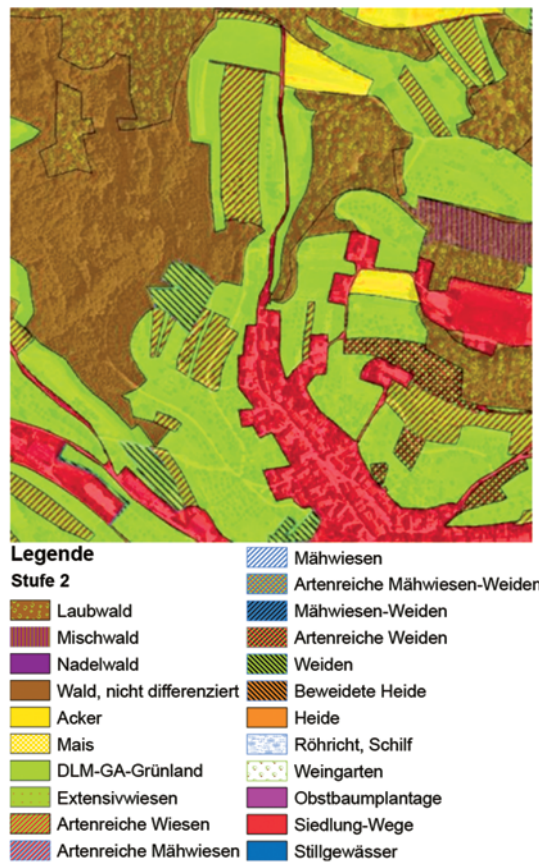 Legende
Stufe 2
Laubwald
Mischwald
Nadelwald
Wald, nicht differenziert
Acker
Mais
DLM-GA-Grünland
Extensivwiesen
Artenreiche Wiesen
Artenreiche Mähwiesen
Mähwiesen
Artenreiche Mähwiesen-Weiden
Mähwiesen-Weiden
Artenreiche Weiden
Weiden
Beweidete Heide
Heide
Röhricht, Schilf
Weingarten
Obstbaumplantage
Siedlung-Wege
Stillgewässer